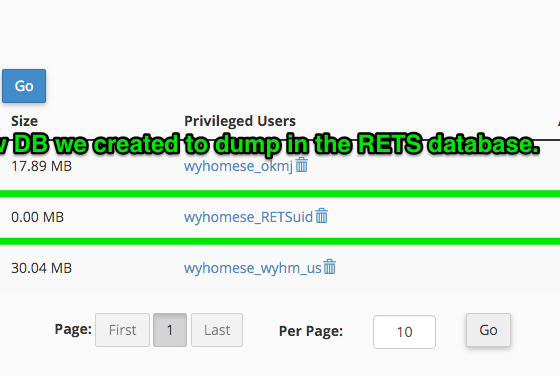 Go
Size Privileged Users
DB we created to dump in the RETS database.
17.89 MB wyhomese_okmj
0.00 MB wyhomese_RETSuid
30.04 MB wyhomese_wyhm_us
Page: First 1 Last Per Page: 10 Go